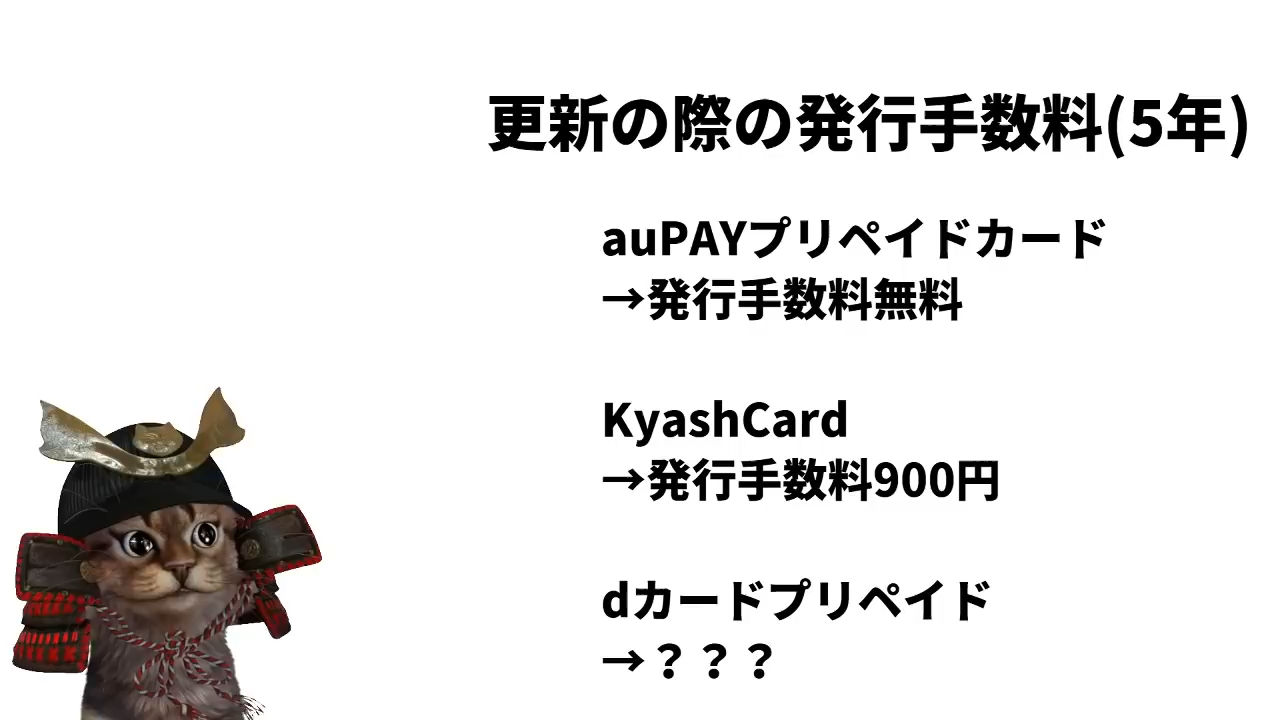 更新の際の発行手数料(5年)
auPAYプリペイドカード
→発行手数料無料
KyashCard
→発行手数料900円
dカードプリペイド
→？？？